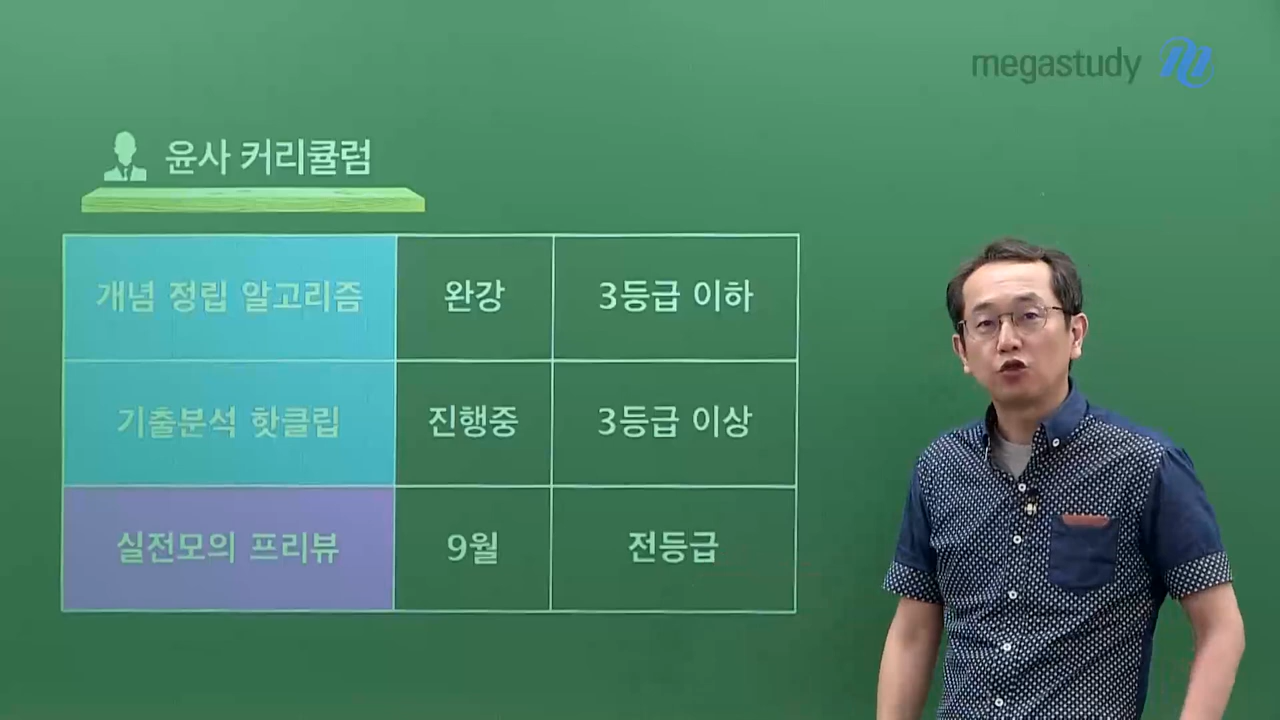 megastudy
윤사 커리큘럼
개념 정립 알고리즘 완강 3등급 이하
기출분석 핫클립 진행중 3등급 이상
실전모의 프리뷰 9월 전등급